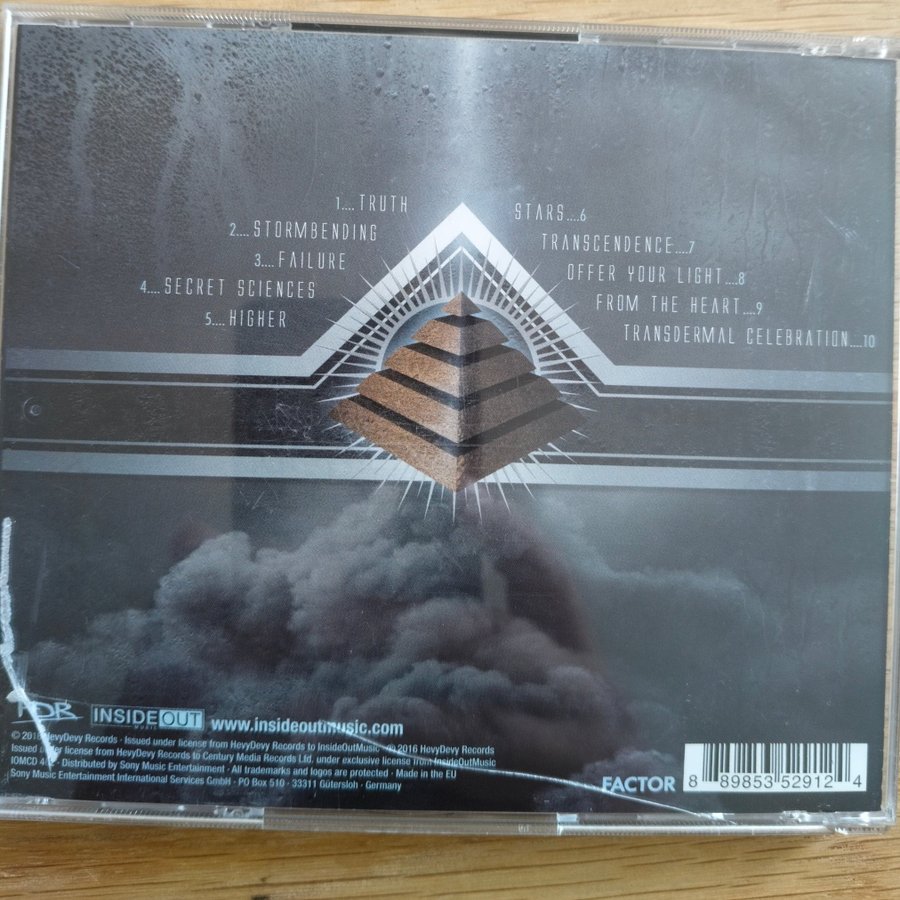 1.... TRUTH
2.... STORMBENDING
3.... FAILURE
4.... SECRET SCIENCES
5.... HIGHER
STARS....6
TRANSCENDENCE....7
OFFER YOUR LIGHT....8
FROM THE HEART....9
TRANSDERMAL CELEBRATION....10
INSIDEOUT
MUSIC
www.insideoutmusic.com
HevyDevy Records · Issued under license from HevyDevy Records to InsideOutMusic · 2016 HevyDevy Records
Issued under license from HevyDevy Records to Century Media Records Ltd. under exclusive license from InsideOutMusic
IOMCD · Distributed by Sony Music Entertainment · All trademarks and logos are protected · Made in the EU
Sony Music Entertainment International Services GmbH · PO Box 510 · 33311 Gütersloh · Germany
FACTOR
8 89853 52912 4